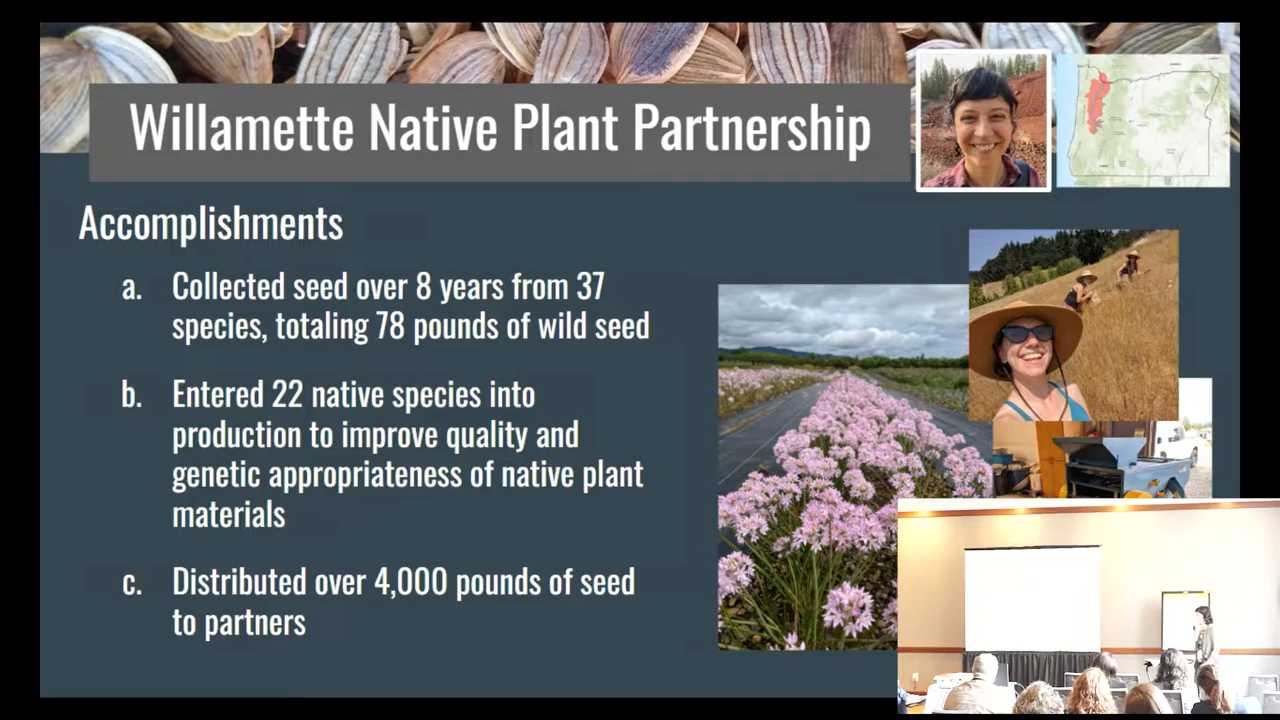 Willamette Native Plant Partnership
Accomplishments
a. Collected seed over 8 years from 37
species, totaling 78 pounds of wild seed
b. Entered 22 native species into
production to improve quality and
genetic appropriateness of native plant
materials
c. Distributed over 4,000 pounds of seed
to partners